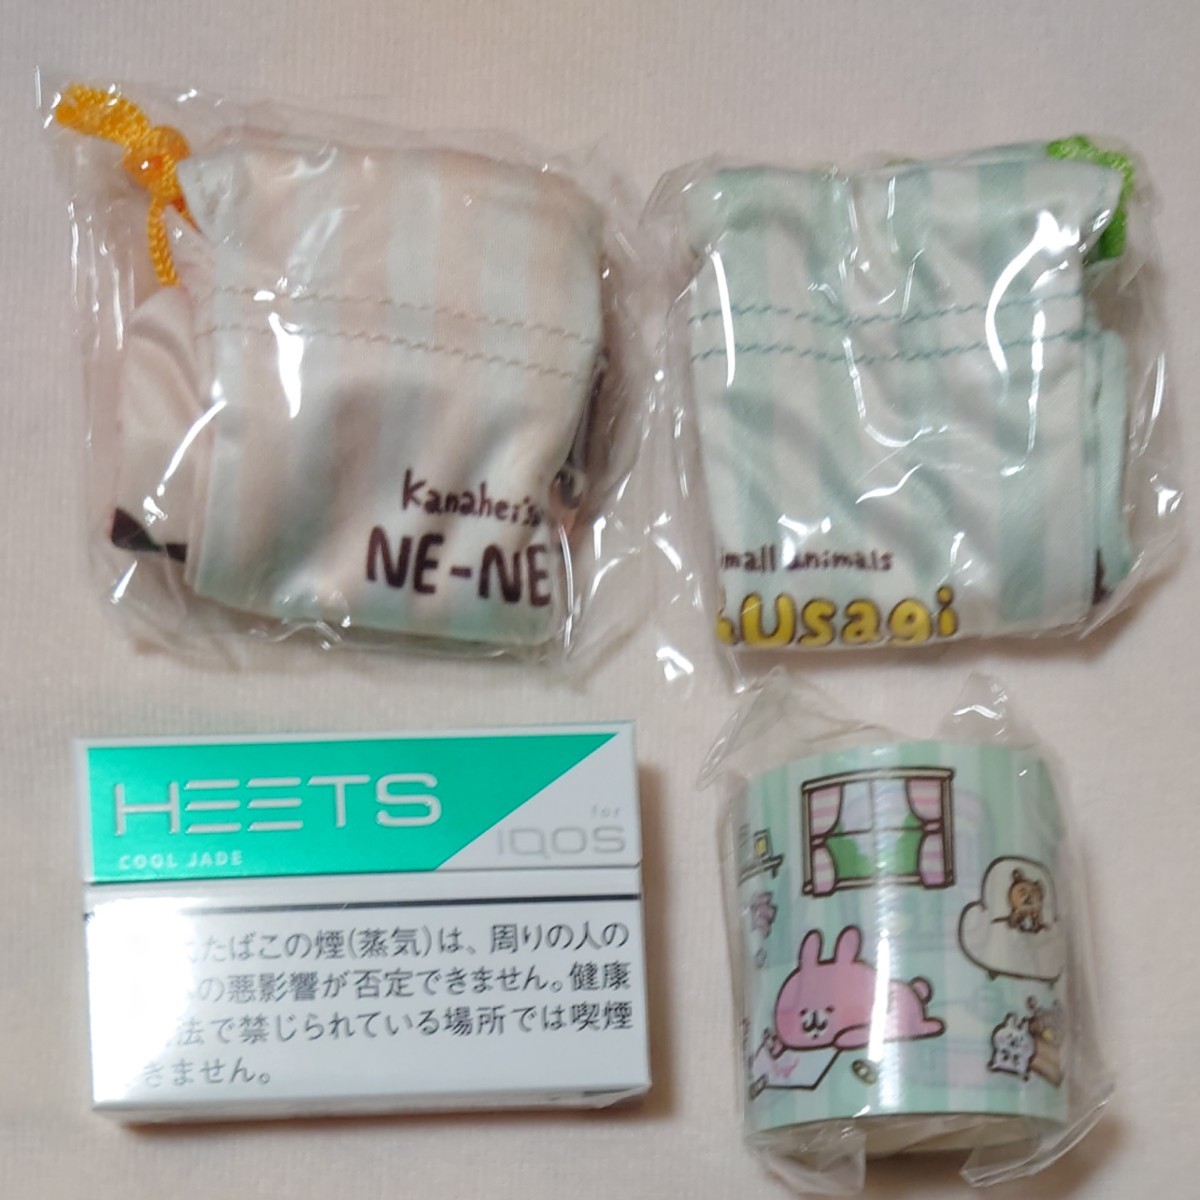 Kanahei's
NE-NE
small animals
& Usagi
HEETS
COOL JADE
for
IQOS
たばこの煙(蒸気)は、周りの人の
の悪影響が否定できません。健康
法で禁じられている場所では喫煙
きません。